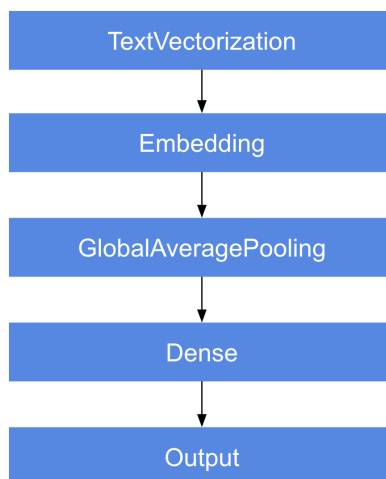 TextVectorization
Embedding
GlobalAveragePooling
Dense
Output